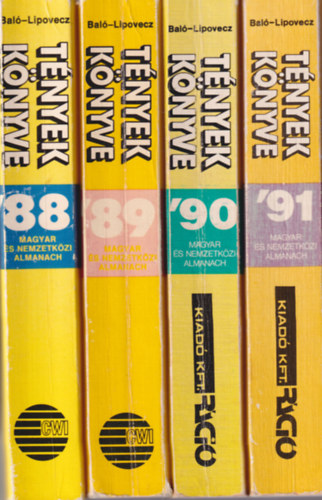 Baló–Lipovecz
TÉNYEK
KÖNYVE
'88
MAGYAR
ÉS NEMZETKÖZI
ALMANACH
CWI
Baló–Lipovecz
TÉNYEK
KÖNYVE
'89
MAGYAR
ÉS NEMZETKÖZI
ALMANACH
CWI
Baló–Lipovecz
TÉNYEK
KÖNYVE
'90
MAGYAR
ÉS NEMZETKÖZI
ALMANACH
KIADÓ KFT.
RÁCIÓ
Baló–Lipovecz
TÉNYEK
KÖNYVE
'91
MAGYAR
ÉS NEMZETKÖZI
ALMANACH
KIADÓ KFT.
RÁCIÓ